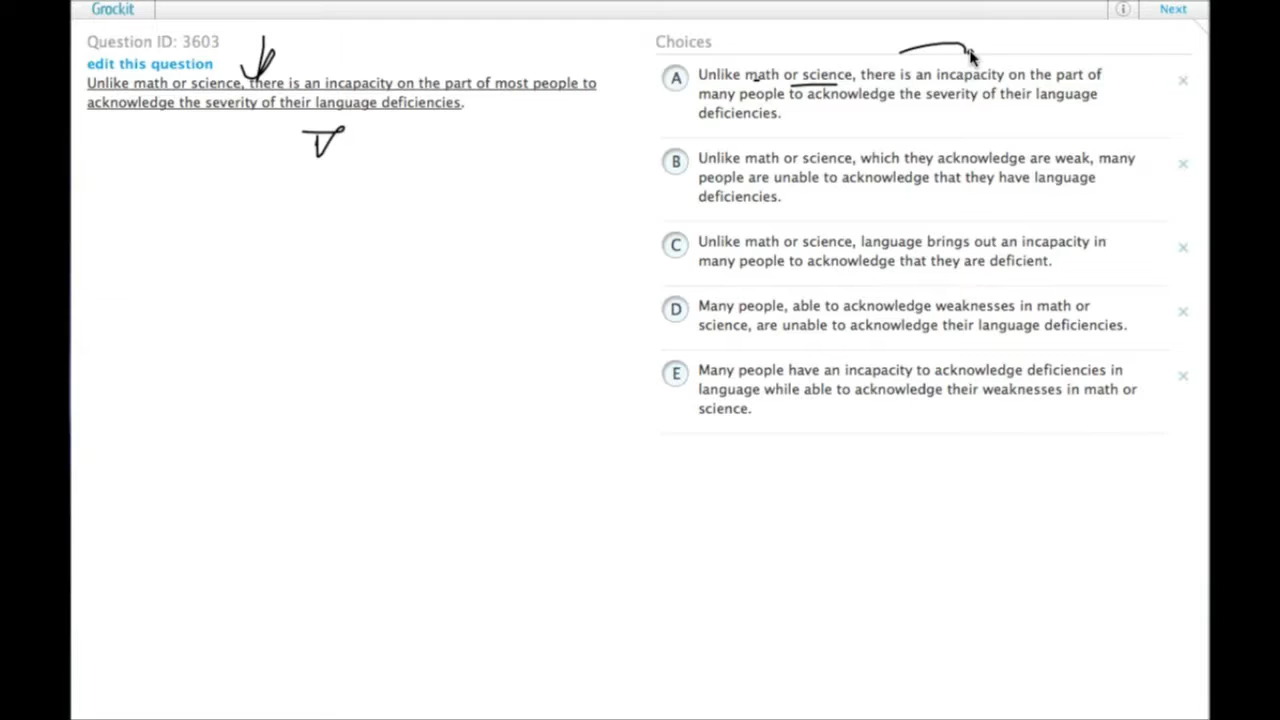 Grockit
Next
Question ID: 3603
edit this question
Unlike math or science, there is an incapacity on the part of most people to
acknowledge the severity of their language deficiencies.
Choices
A Unlike math or science, there is an incapacity on the part of
many people to acknowledge the severity of their language
deficiencies.
B Unlike math or science, which they acknowledge are weak, many
people are unable to acknowledge that they have language
deficiencies.
C Unlike math or science, language brings out an incapacity in
many people to acknowledge that they are deficient.
D Many people, able to acknowledge weaknesses in math or
science, are unable to acknowledge their language deficiencies.
E Many people have an incapacity to acknowledge deficiencies in
language while able to acknowledge their weaknesses in math or
science.